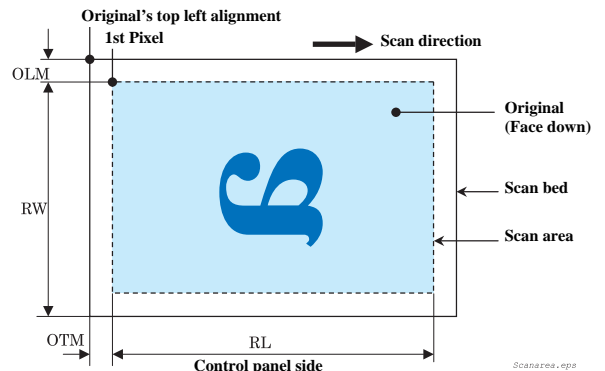 Original's top left alignment
1st Pixel
Scan direction
OLM
Original
(Face down)
a
Scan bed
RW
Scan area
OTM
RL
Control panel side
Scanarea.eps